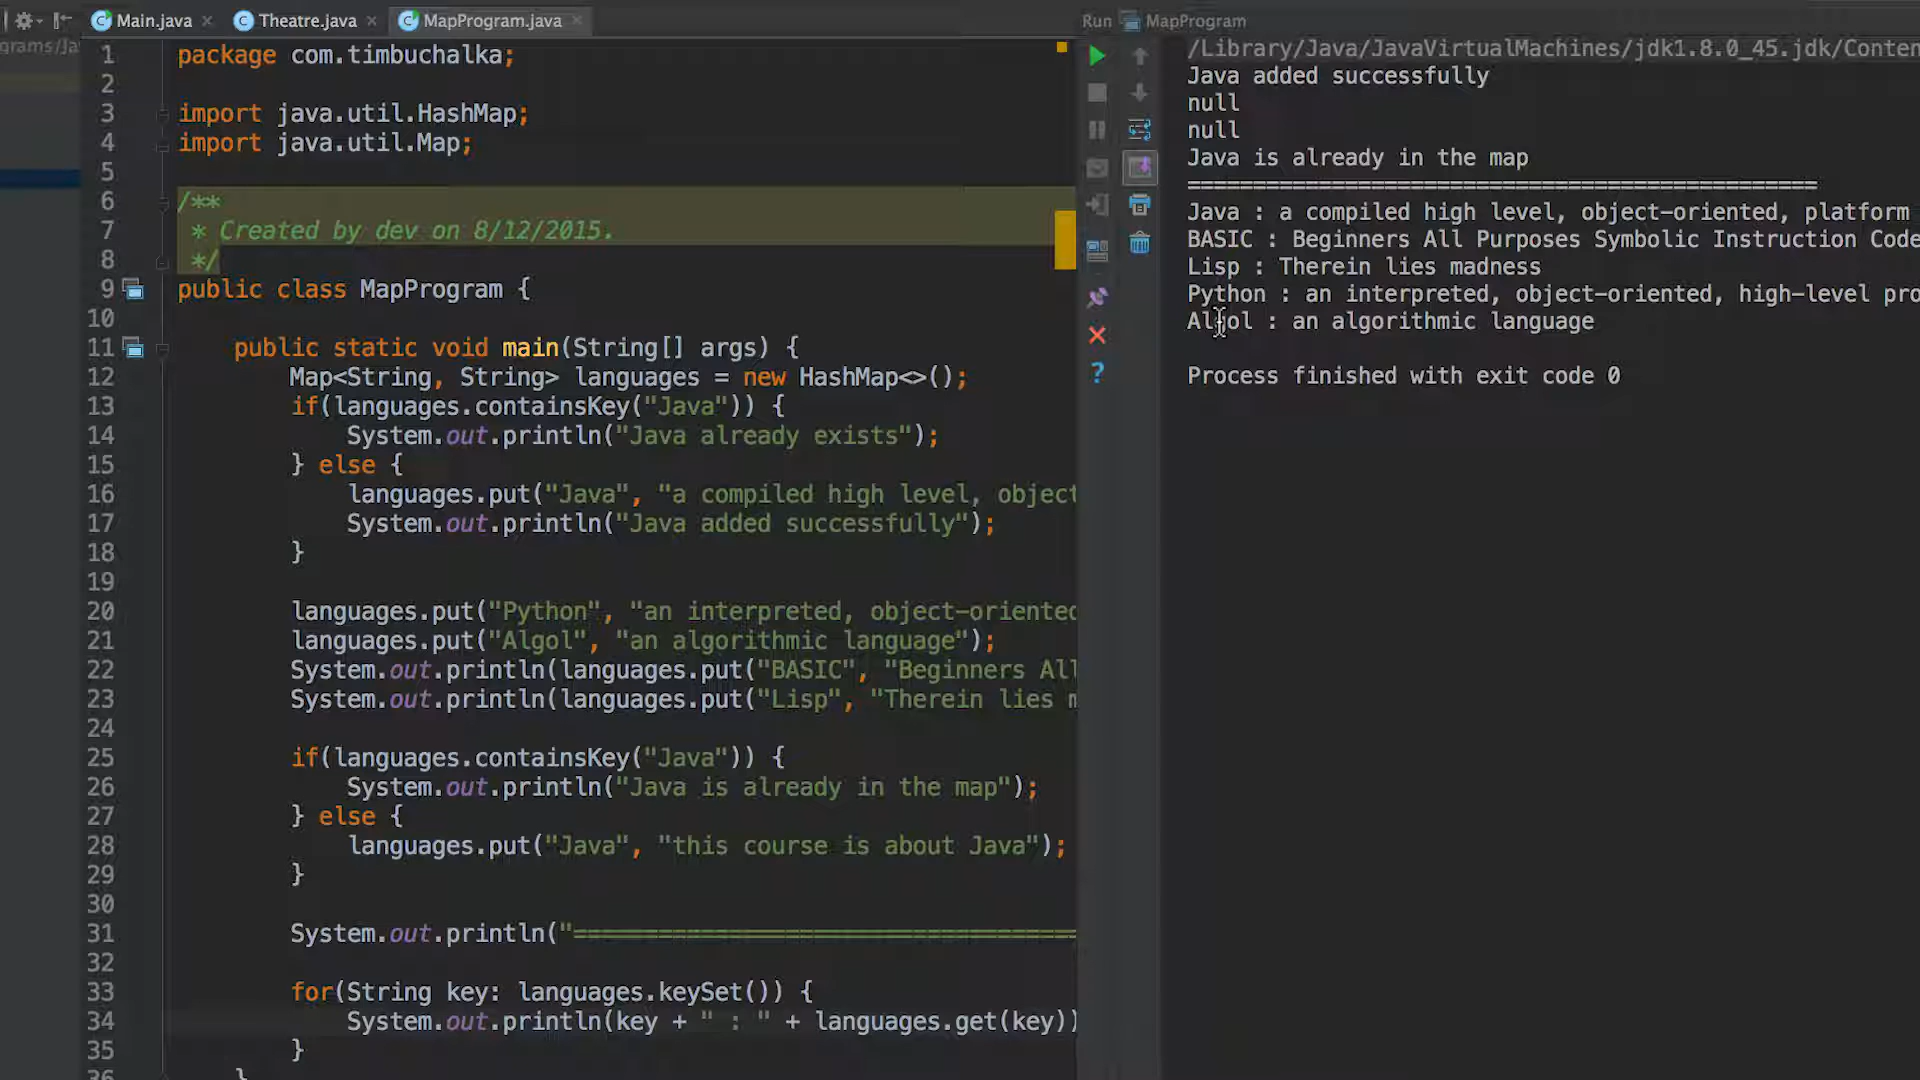 Main.java
Theatre.java
MapProgram.java
Run MapProgram
grams/Ja
1 package com.timbuchalka;
2
3 import java.util.HashMap;
4 import java.util.Map;
5
6 /**
7 * Created by dev on 8/12/2015.
8 */
9 public class MapProgram {
10
11 public static void main(String[] args) {
12 Map<String, String> languages = new HashMap<>();
13 if(languages.containsKey("Java")) {
14 System.out.println("Java already exists");
15 } else {
16 languages.put("Java", "a compiled high level, object
17 System.out.println("Java added successfully");
18 }
19
20 languages.put("Python", "an interpreted, object-oriented
21 languages.put("Algol", "an algorithmic language");
22 System.out.println(languages.put("BASIC", "Beginners All
23 System.out.println(languages.put("Lisp", "Therein lies m
24
25 if(languages.containsKey("Java")) {
26 System.out.println("Java is already in the map");
27 } else {
28 languages.put("Java", "this course is about Java");
29 }
30
31 System.out.println("====================================
32
33 for(String key: languages.keySet()) {
34 System.out.println(key + " : " + languages.get(key))
35 }
36 }
/Library/Java/JavaVirtualMachines/jdk1.8.0_45.jdk/Conten
Java added successfully
null
null
Java is already in the map
================================================
Java : a compiled high level, object-oriented, platform
BASIC : Beginners All Purposes Symbolic Instruction Code
Lisp : Therein lies madness
Python : an interpreted, object-oriented, high-level pro
Algol : an algorithmic language
Process finished with exit code 0